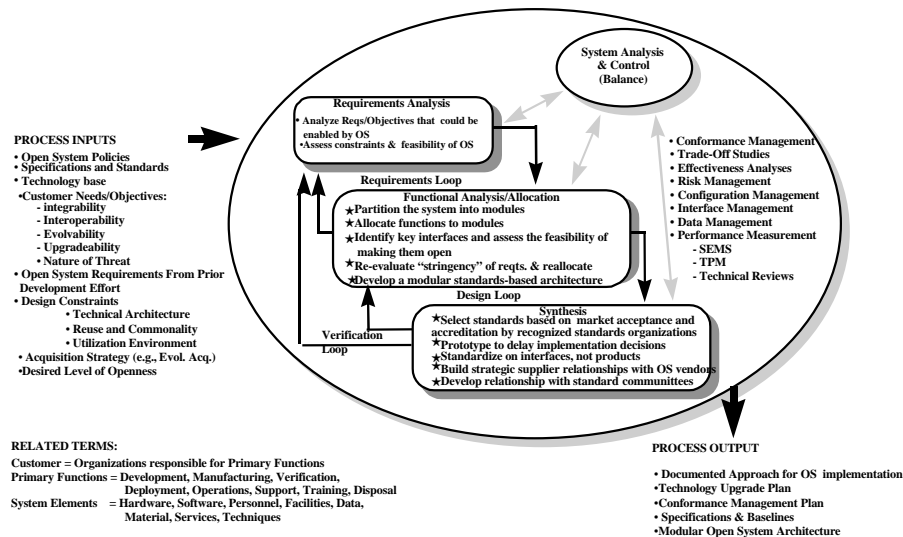 System Analysis
& Control
(Balance)
Requirements Analysis
• Analyze Reqs/Objectives that could be
enabled by OS
•Assess constraints & feasibility of OS
Requirements Loop
Functional Analysis/Allocation
★Partition the system into modules
★Allocate functions to modules
★Identify key interfaces and assess the feasibility of
making them open
★Re-evaluate “stringency” of reqts. & reallocate
★Develop a modular standards-based architecture
Design Loop
Synthesis
★Select standards based on market acceptance and
accreditation by recognized standards organizations
★Prototype to delay implementation decisions
★Standardize on interfaces, not products
★Build strategic supplier relationships with OS vendors
★Develop relationship with standard communittees
Verification
Loop
PROCESS INPUTS
• Open System Policies
• Specifications and Standards
• Technology base
•Customer Needs/Objectives:
- integrability
- Interoperability
- Evolvability
- Upgradeability
• Nature of Threat
• Open System Requirements From Prior
Development Effort
• Design Constraints
• Technical Architecture
• Reuse and Commonality
• Utilization Environment
• Acquisition Strategy (e.g., Evol. Acq.)
•Desired Level of Openness
• Conformance Management
• Trade-Off Studies
• Effectiveness Analyses
• Risk Management
• Configuration Management
• Interface Management
• Data Management
• Performance Measurement
- SEMS
- TPM
- Technical Reviews
RELATED TERMS:
Customer = Organizations responsible for Primary Functions
Primary Functions = Development, Manufacturing, Verification,
Deployment, Operations, Support, Training, Disposal
System Elements = Hardware, Software, Personnel, Facilities, Data,
Material, Services, Techniques
PROCESS OUTPUT
• Documented Approach for OS implementation
•Technology Upgrade Plan
•Conformance Management Plan
• Specifications & Baselines
• Modular Open System Architecture